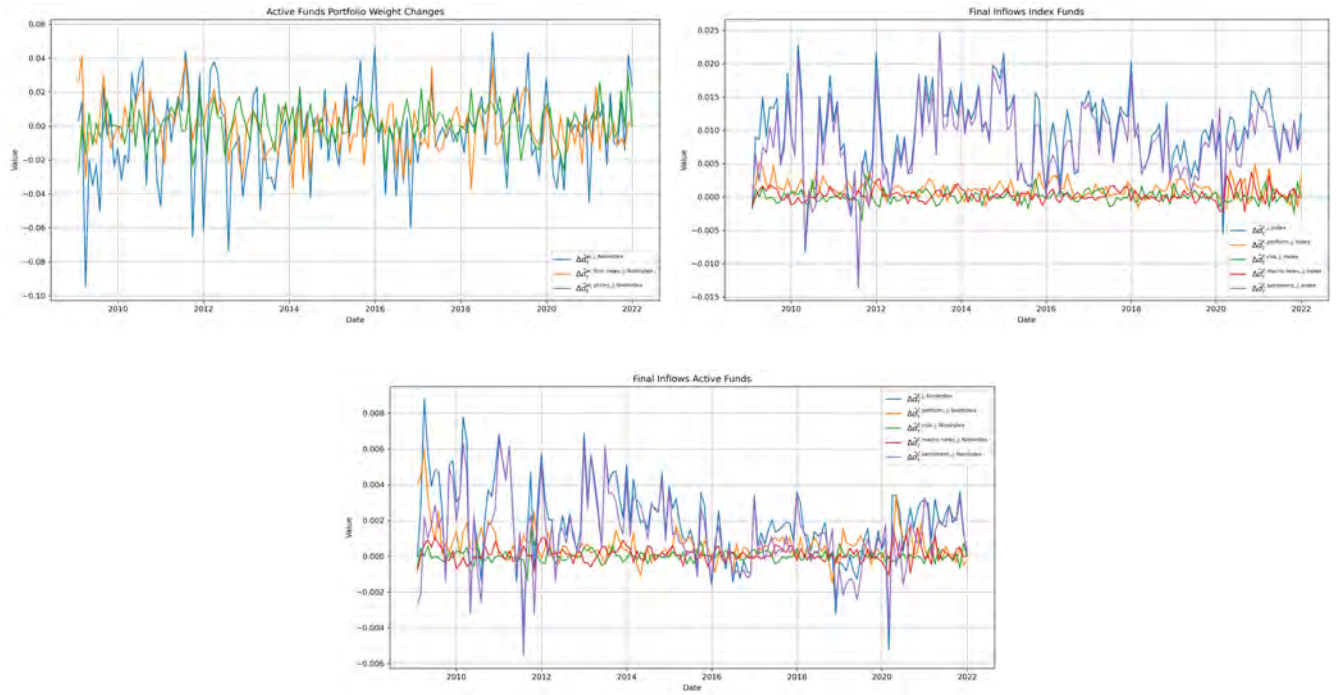 Active Funds Portfolio Weight Changes
0.06
0.04
0.02
0.00
−0.02
−0.04
−0.06
−0.08
−0.10
Value
2010 2012 2014 2016 2018 2020 2022
Date
Final Inflows Index Funds
0.025
0.020
0.015
0.010
0.005
0.000
−0.005
−0.010
−0.015
Value
2010 2012 2014 2016 2018 2020 2022
Date
Final Inflows Active Funds
0.008
0.006
0.004
0.002
0.000
−0.002
−0.004
−0.006
Value
2010 2012 2014 2016 2018 2020 2022
Date